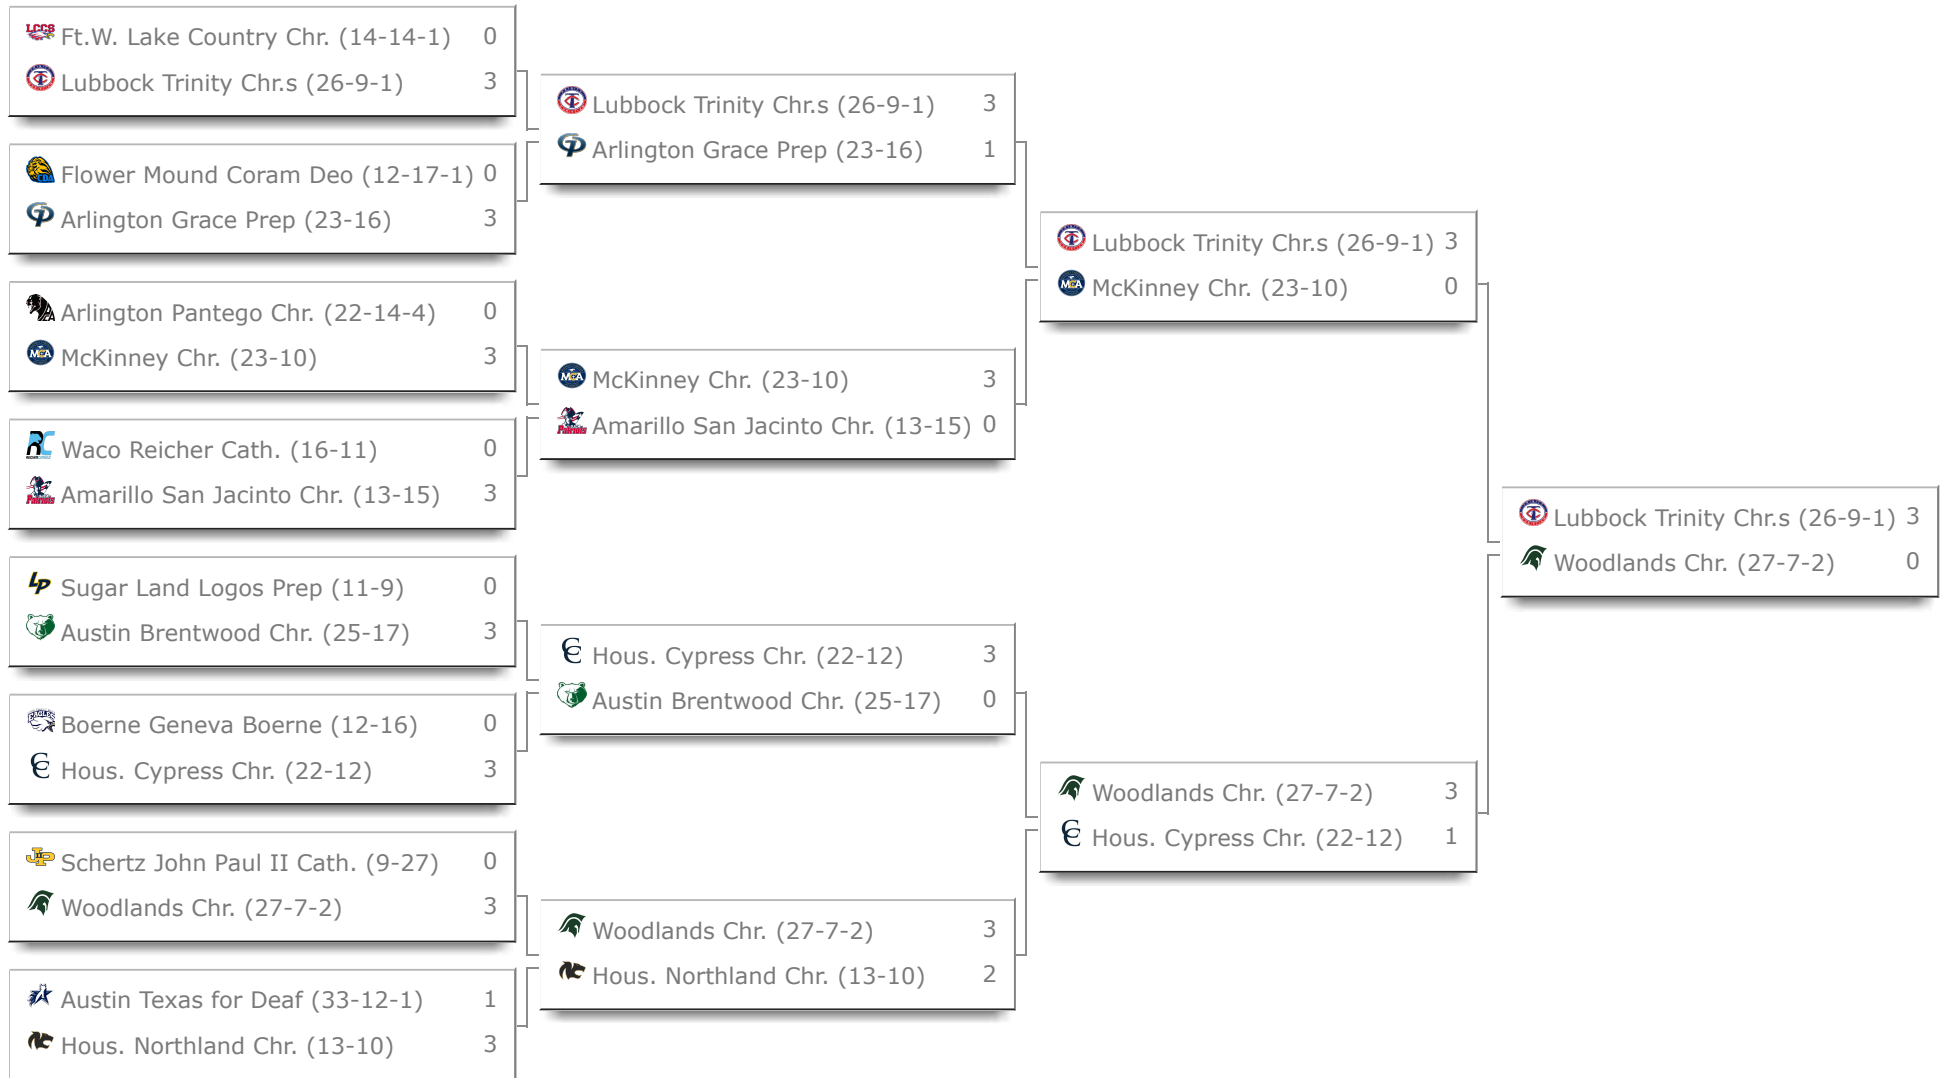 LCCS
Ft.W. Lake Country Chr. (14-14-1) 0
Lubbock Trinity Chr.s (26-9-1) 3
Flower Mound Coram Deo (12-17-1) 0
Arlington Grace Prep (23-16) 3
Arlington Pantego Chr. (22-14-4) 0
MCA McKinney Chr. (23-10) 3
Waco Reicher Cath. (16-11) 0
Patriots Amarillo San Jacinto Chr. (13-15) 3
LP Sugar Land Logos Prep (11-9) 0
Austin Brentwood Chr. (25-17) 3
EAGLES Boerne Geneva Boerne (12-16) 0
Hous. Cypress Chr. (22-12) 3
Schertz John Paul II Cath. (9-27) 0
Woodlands Chr. (27-7-2) 3
Austin Texas for Deaf (33-12-1) 1
Hous. Northland Chr. (13-10) 3
Lubbock Trinity Chr.s (26-9-1) 3
Arlington Grace Prep (23-16) 1
MCA McKinney Chr. (23-10) 3
Patriots Amarillo San Jacinto Chr. (13-15) 0
Hous. Cypress Chr. (22-12) 3
Austin Brentwood Chr. (25-17) 0
Woodlands Chr. (27-7-2) 3
Hous. Northland Chr. (13-10) 2
Lubbock Trinity Chr.s (26-9-1) 3
MCA McKinney Chr. (23-10) 0
Woodlands Chr. (27-7-2) 3
Hous. Cypress Chr. (22-12) 1
Lubbock Trinity Chr.s (26-9-1) 3
Woodlands Chr. (27-7-2) 0